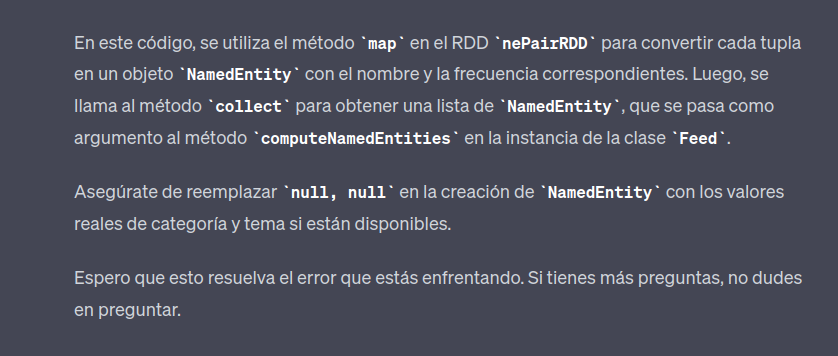 En este código, se utiliza el método `map` en el RDD `nePairRDD` para convertir cada tupla
en un objeto `NamedEntity` con el nombre y la frecuencia correspondientes. Luego, se
llama al método `collect` para obtener una lista de `NamedEntity`, que se pasa como
argumento al método `computeNamedEntities` en la instancia de la clase `Feed`.
Asegúrate de reemplazar `null, null` en la creación de `NamedEntity` con los valores
reales de categoría y tema si están disponibles.
Espero que esto resuelva el error que estás enfrentando. Si tienes más preguntas, no dudes
en preguntar.